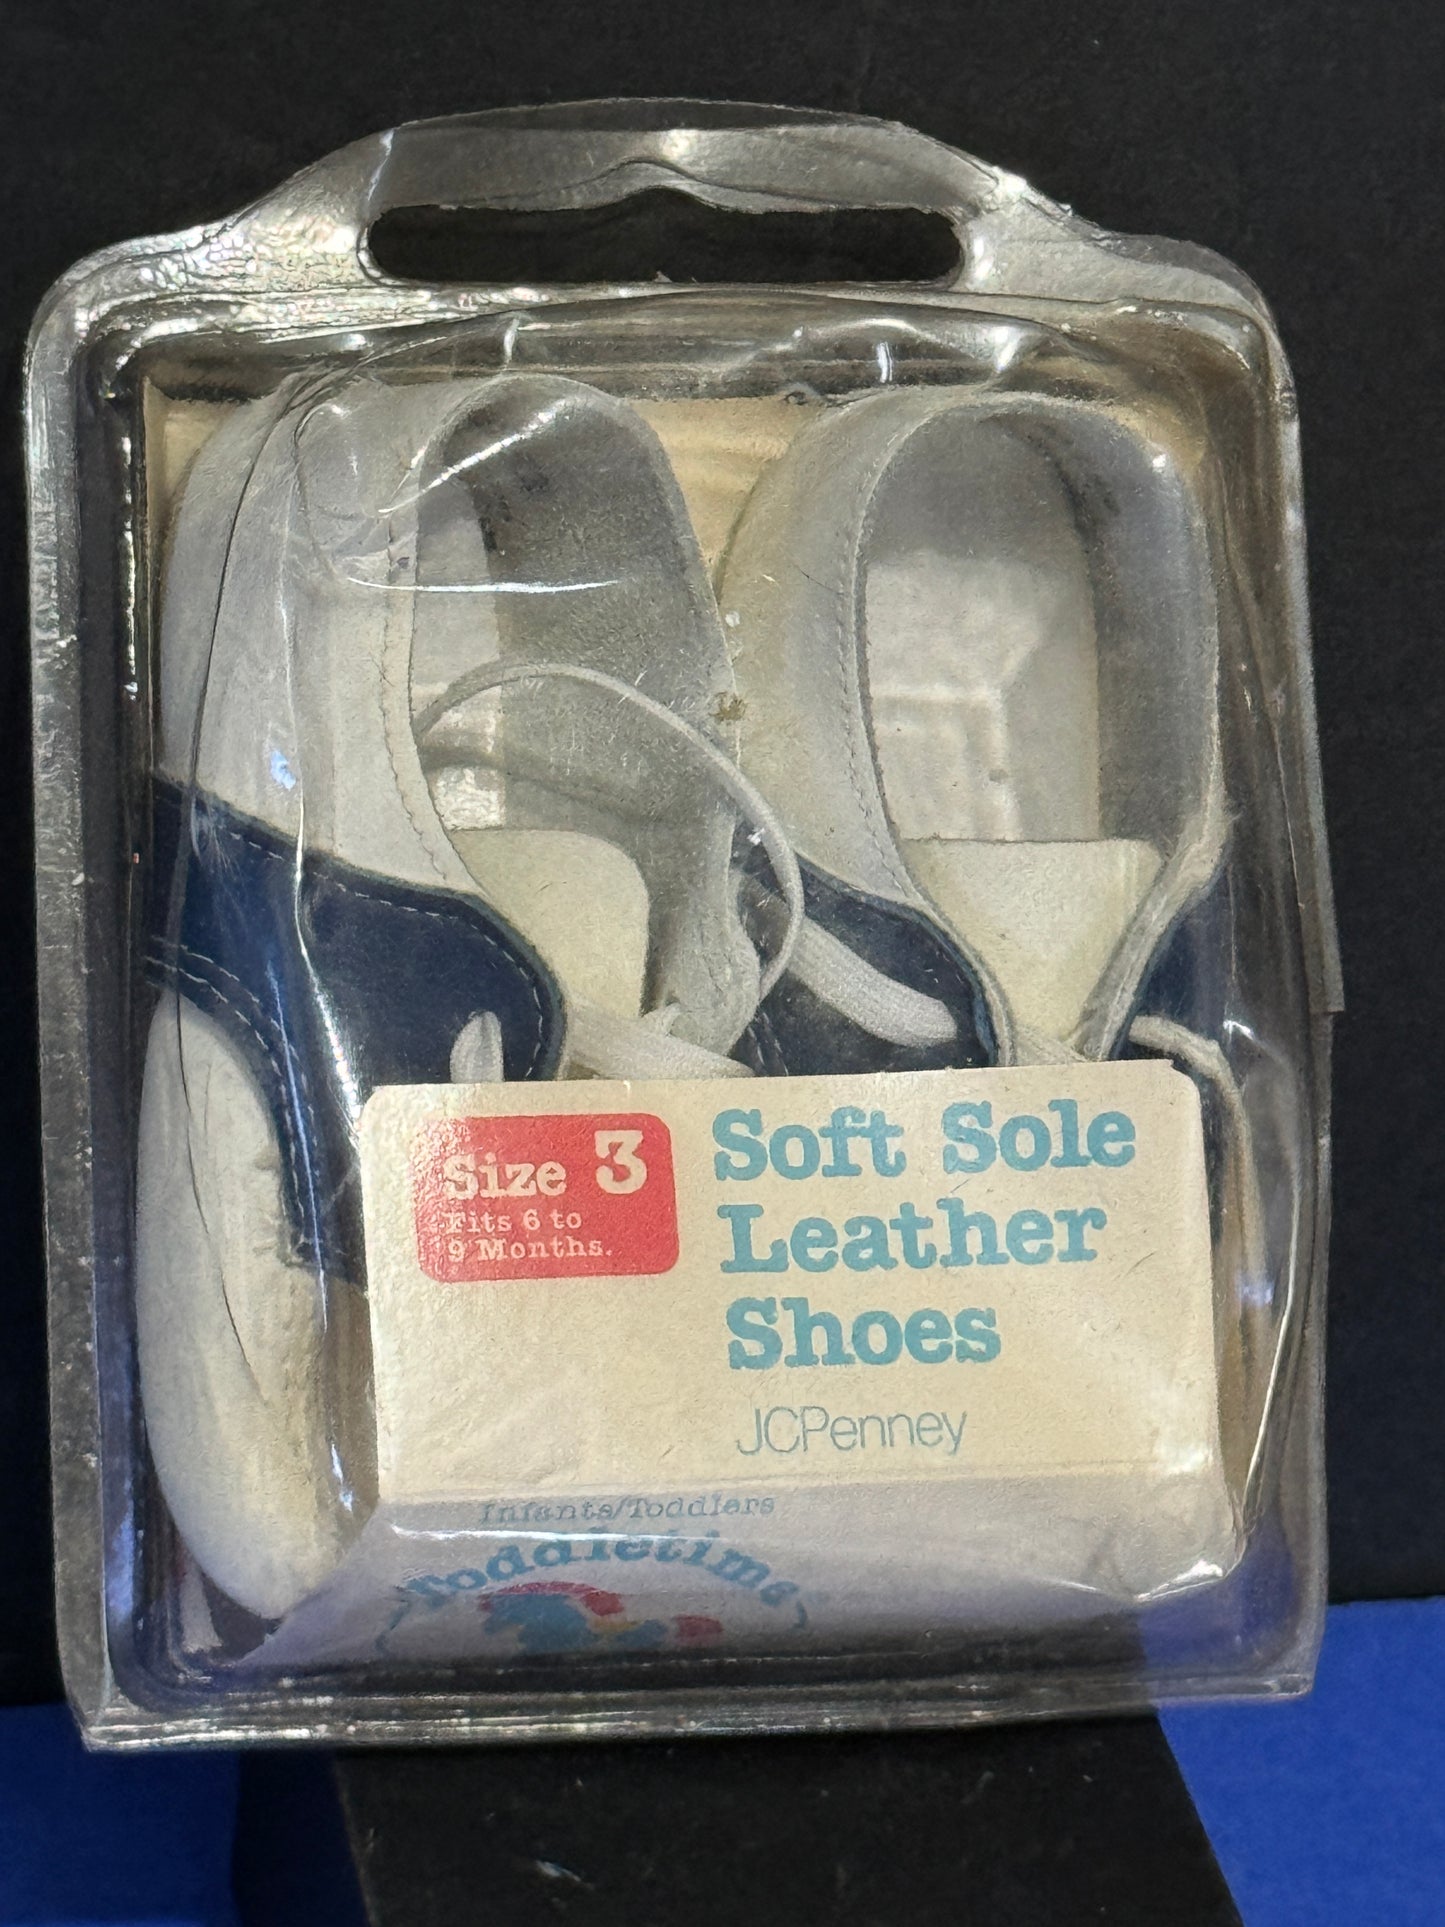 Size 3
Fits 6 to
9 Months.
Soft Sole
Leather
Shoes
JCPenney
Infants/Toddlers
Toddletime